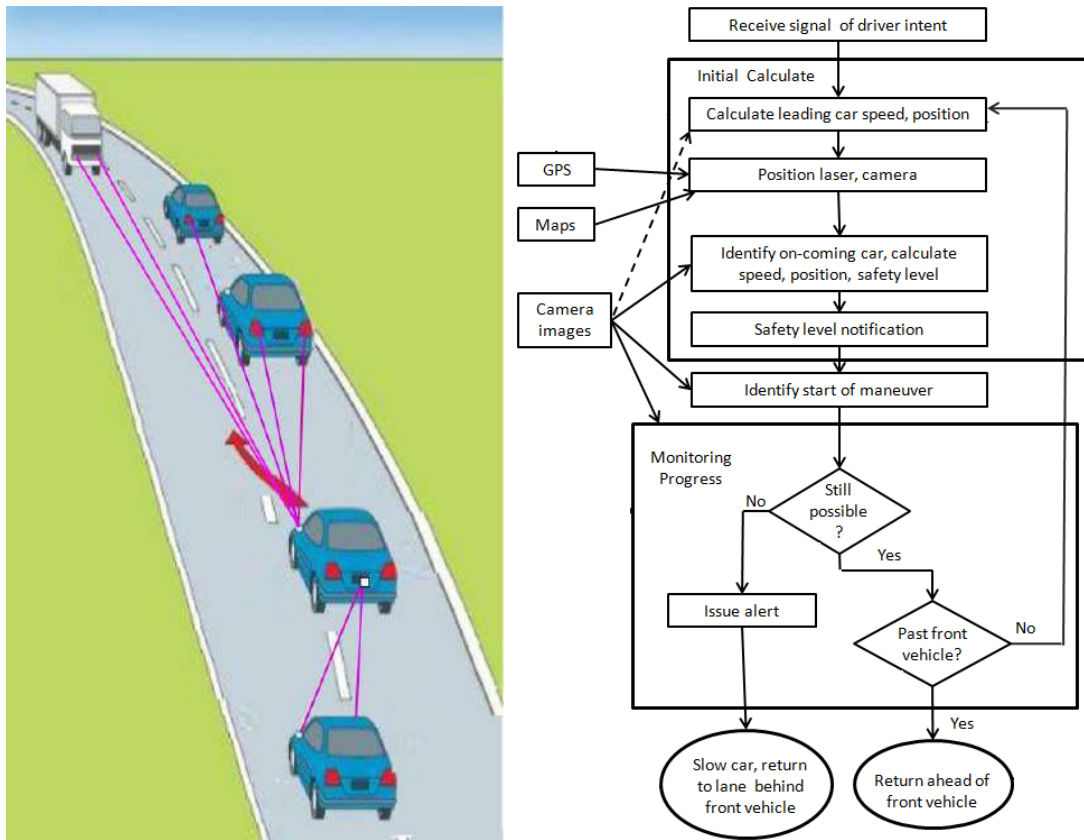 Receive signal of driver intent
Initial Calculate
Calculate leading car speed, position
GPS
Position laser, camera
Maps
Identify on-coming car, calculate
speed, position, safety level
Camera
images
Safety level notification
Identify start of maneuver
Monitoring
Progress
Still
possible
?
No
Yes
Issue alert
Past front
vehicle?
No
Yes
Slow car, return
to lane behind
front vehicle
Return ahead of
front vehicle